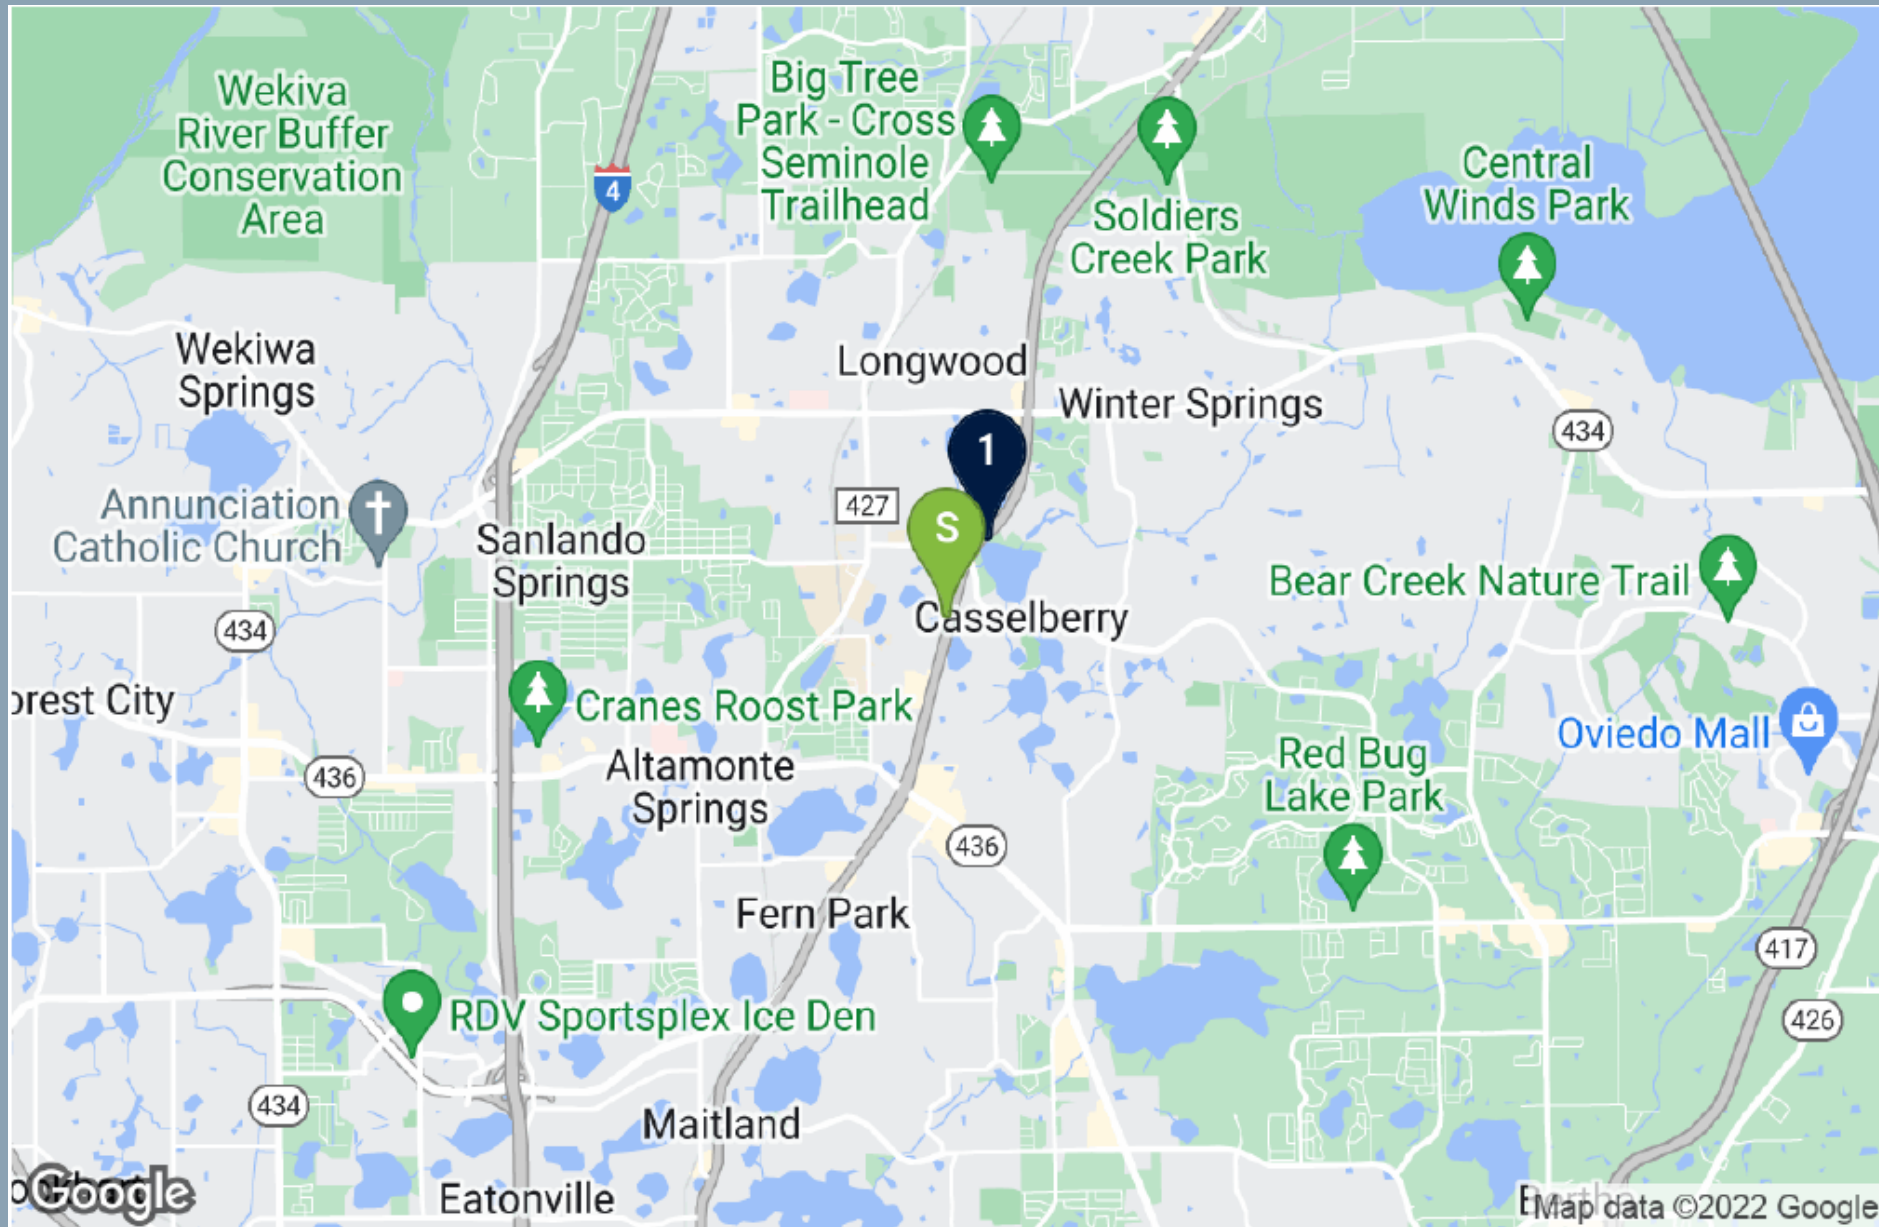 Wekiva
River Buffer
Conservation
Area
4
Big Tree
Park - Cross
Seminole
Trailhead
Soldiers
Creek Park
Central
Winds Park
Wekiwa
Springs
Longwood
Winter Springs
434
1
427
S
Annunciation
Catholic Church
Sanlando
Springs
Casselberry
Bear Creek Nature Trail
434
orest City
Cranes Roost Park
Oviedo Mall
436
Altamonte
Springs
Red Bug
Lake Park
436
Fern Park
417
RDV Sportsplex Ice Den
426
434
Maitland
Google
Eatonville
Map data ©2022 Google